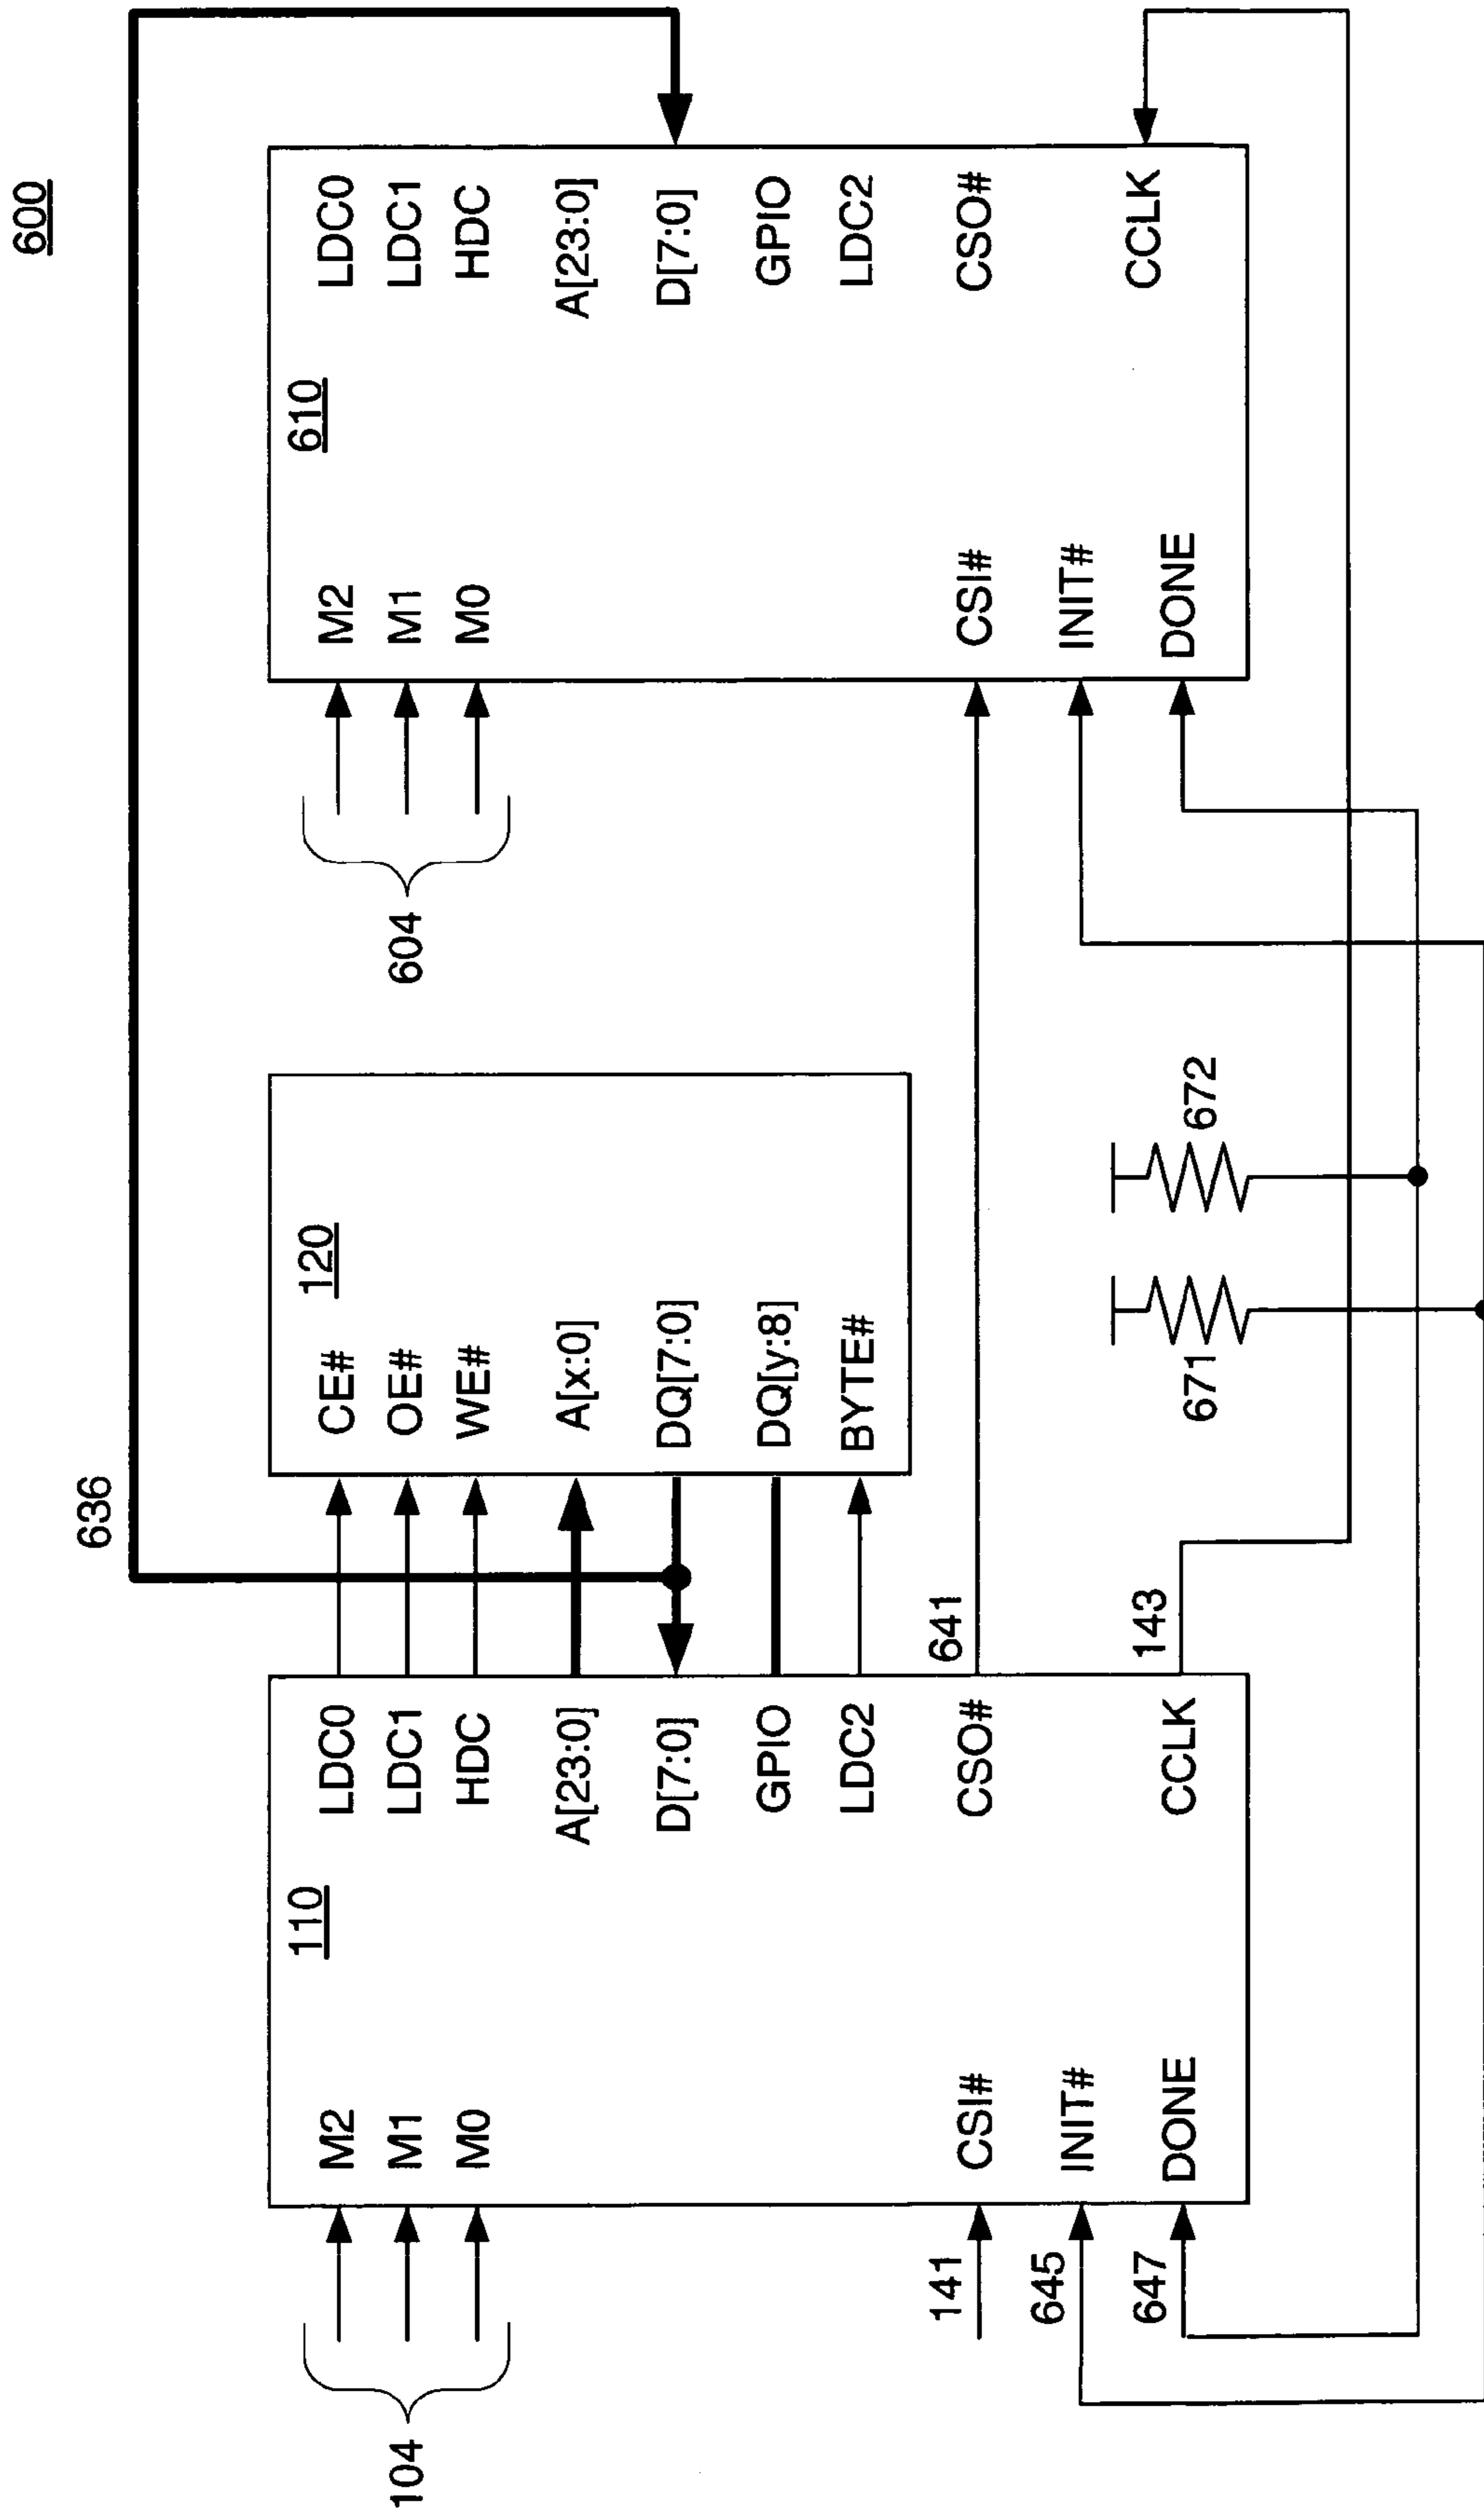 600
636
110
M2
M1
M0
CSI#
INIT#
DONE
LDC0
LDC1
HDC
A[23:0]
D[7:0]
GPIO
LDC2
CSO#
CCLK
104
141
645
647
641
143
120
CE#
OE#
WE#
A[x:0]
DQ[7:0]
DQ[y:8]
BYTE#
671
672
604
610
M2
M1
M0
CSI#
INIT#
DONE
LDC0
LDC1
HDC
A[23:0]
D[7:0]
GPIO
LDC2
CSO#
CCLK